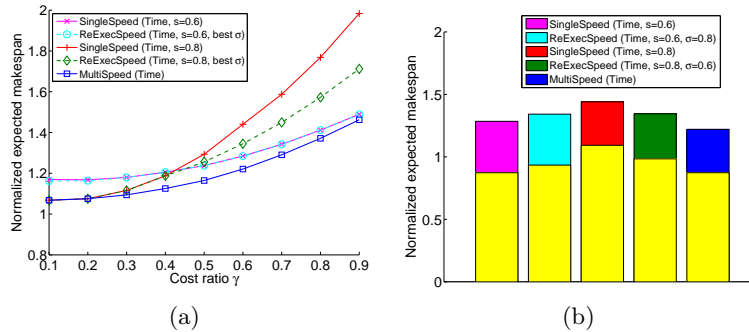 2
1.8
1.6
1.4
1.2
1
0.8
0.1 0.2 0.3 0.4 0.5 0.6 0.7 0.8 0.9
Normalized expected makespan
Cost ratio γ
SingleSpeed (Time, s=0.6)
ReExecSpeed (Time, s=0.6, best σ)
SingleSpeed (Time, s=0.8)
ReExecSpeed (Time, s=0.8, best σ)
MultiSpeed (Time)
(a)
SingleSpeed (Time, s=0.6)
ReExecSpeed (Time, s=0.6, σ=0.8)
SingleSpeed (Time, s=0.8)
ReExecSpeed (Time, s=0.8, σ=0.6)
MultiSpeed (Time)
2
1.5
1
0.5
0
Normalized expected makespan
(b)